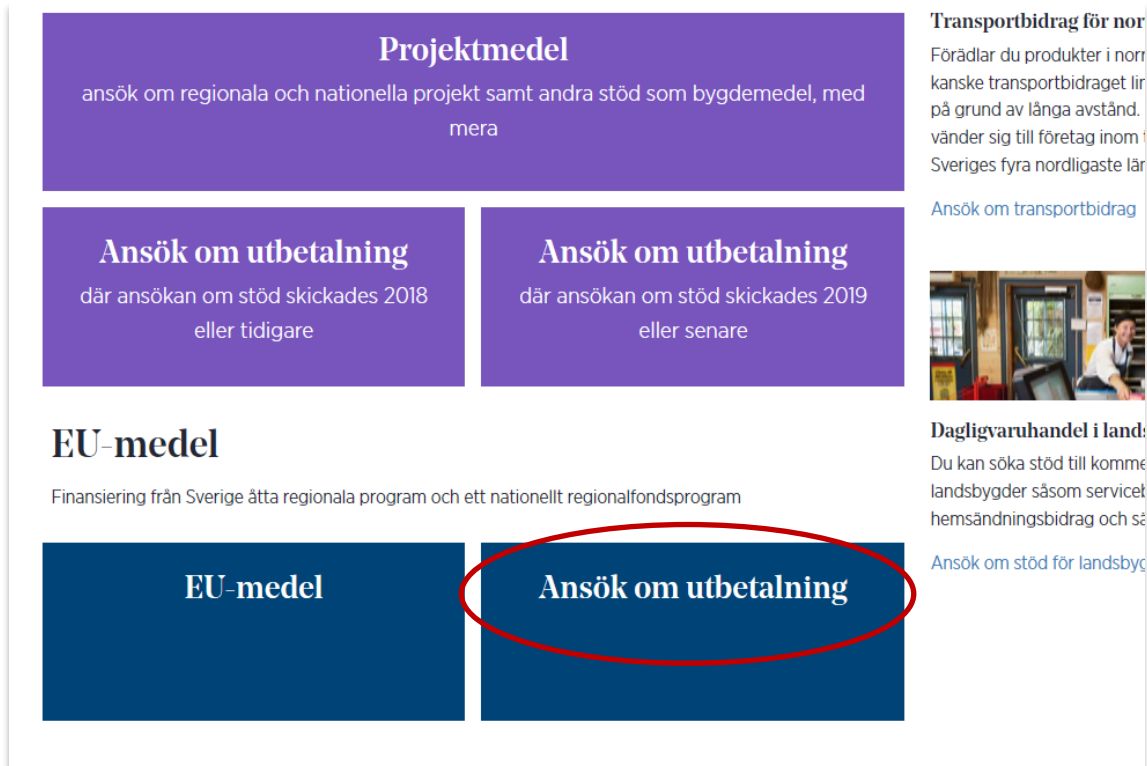 Projektmedel
ansök om regionala och nationella projekt samt andra stöd som bygdemedel, med
mera
Ansök om utbetalning
där ansökan om stöd skickades 2018
eller tidigare
Ansök om utbetalning
där ansökan om stöd skickades 2019
eller senare
EU-medel
Finansiering från Sverige åtta regionala program och ett nationellt regionalfondsprogram
EU-medel
Ansök om utbetalning
Transportbidrag för
Förädlar du produkter i
kanske transportbidraget
på grund av långa avstånd.
vänder sig till företag inom
Sveriges fyra nordligaste
Ansök om transportbidrag
Dagligvaruhandel i
Du kan söka stöd till
landsbygder såsom
hemsändningsbidrag och
Ansök om stöd för